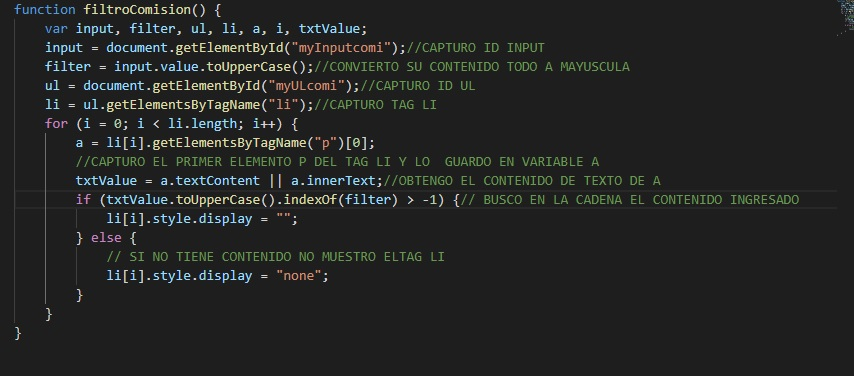 function filtroComision() {
var input, filter, ul, li, a, i, txtValue;
input = document.getElementById("myInputcomi");//CAPTURO ID INPUT
filter = input.value.toUpperCase();//CONVIERTO SU CONTENIDO TODO A MAYUSCULA
ul = document.getElementById("myULcomi");//CAPTURO ID UL
li = ul.getElementsByTagName("li");//CAPTURO TAG LI
for (i = 0; i < li.length; i++) {
a = li[i].getElementsByTagName("p")[0];
//CAPTURO EL PRIMER ELEMENTO P DEL TAG LI Y LO  GUARDO EN VARIABLE A
txtValue = a.textContent || a.innerText;//OBTENGO EL CONTENIDO DE TEXTO DE A
if (txtValue.toUpperCase().indexOf(filter) > -1) {// BUSCO EN LA CADENA EL CONTENIDO INGRESADO
li[i].style.display = "";
} else {
// SI NO TIENE CONTENIDO NO MUESTRO ELTAG LI
li[i].style.display = "none";
}
}
}